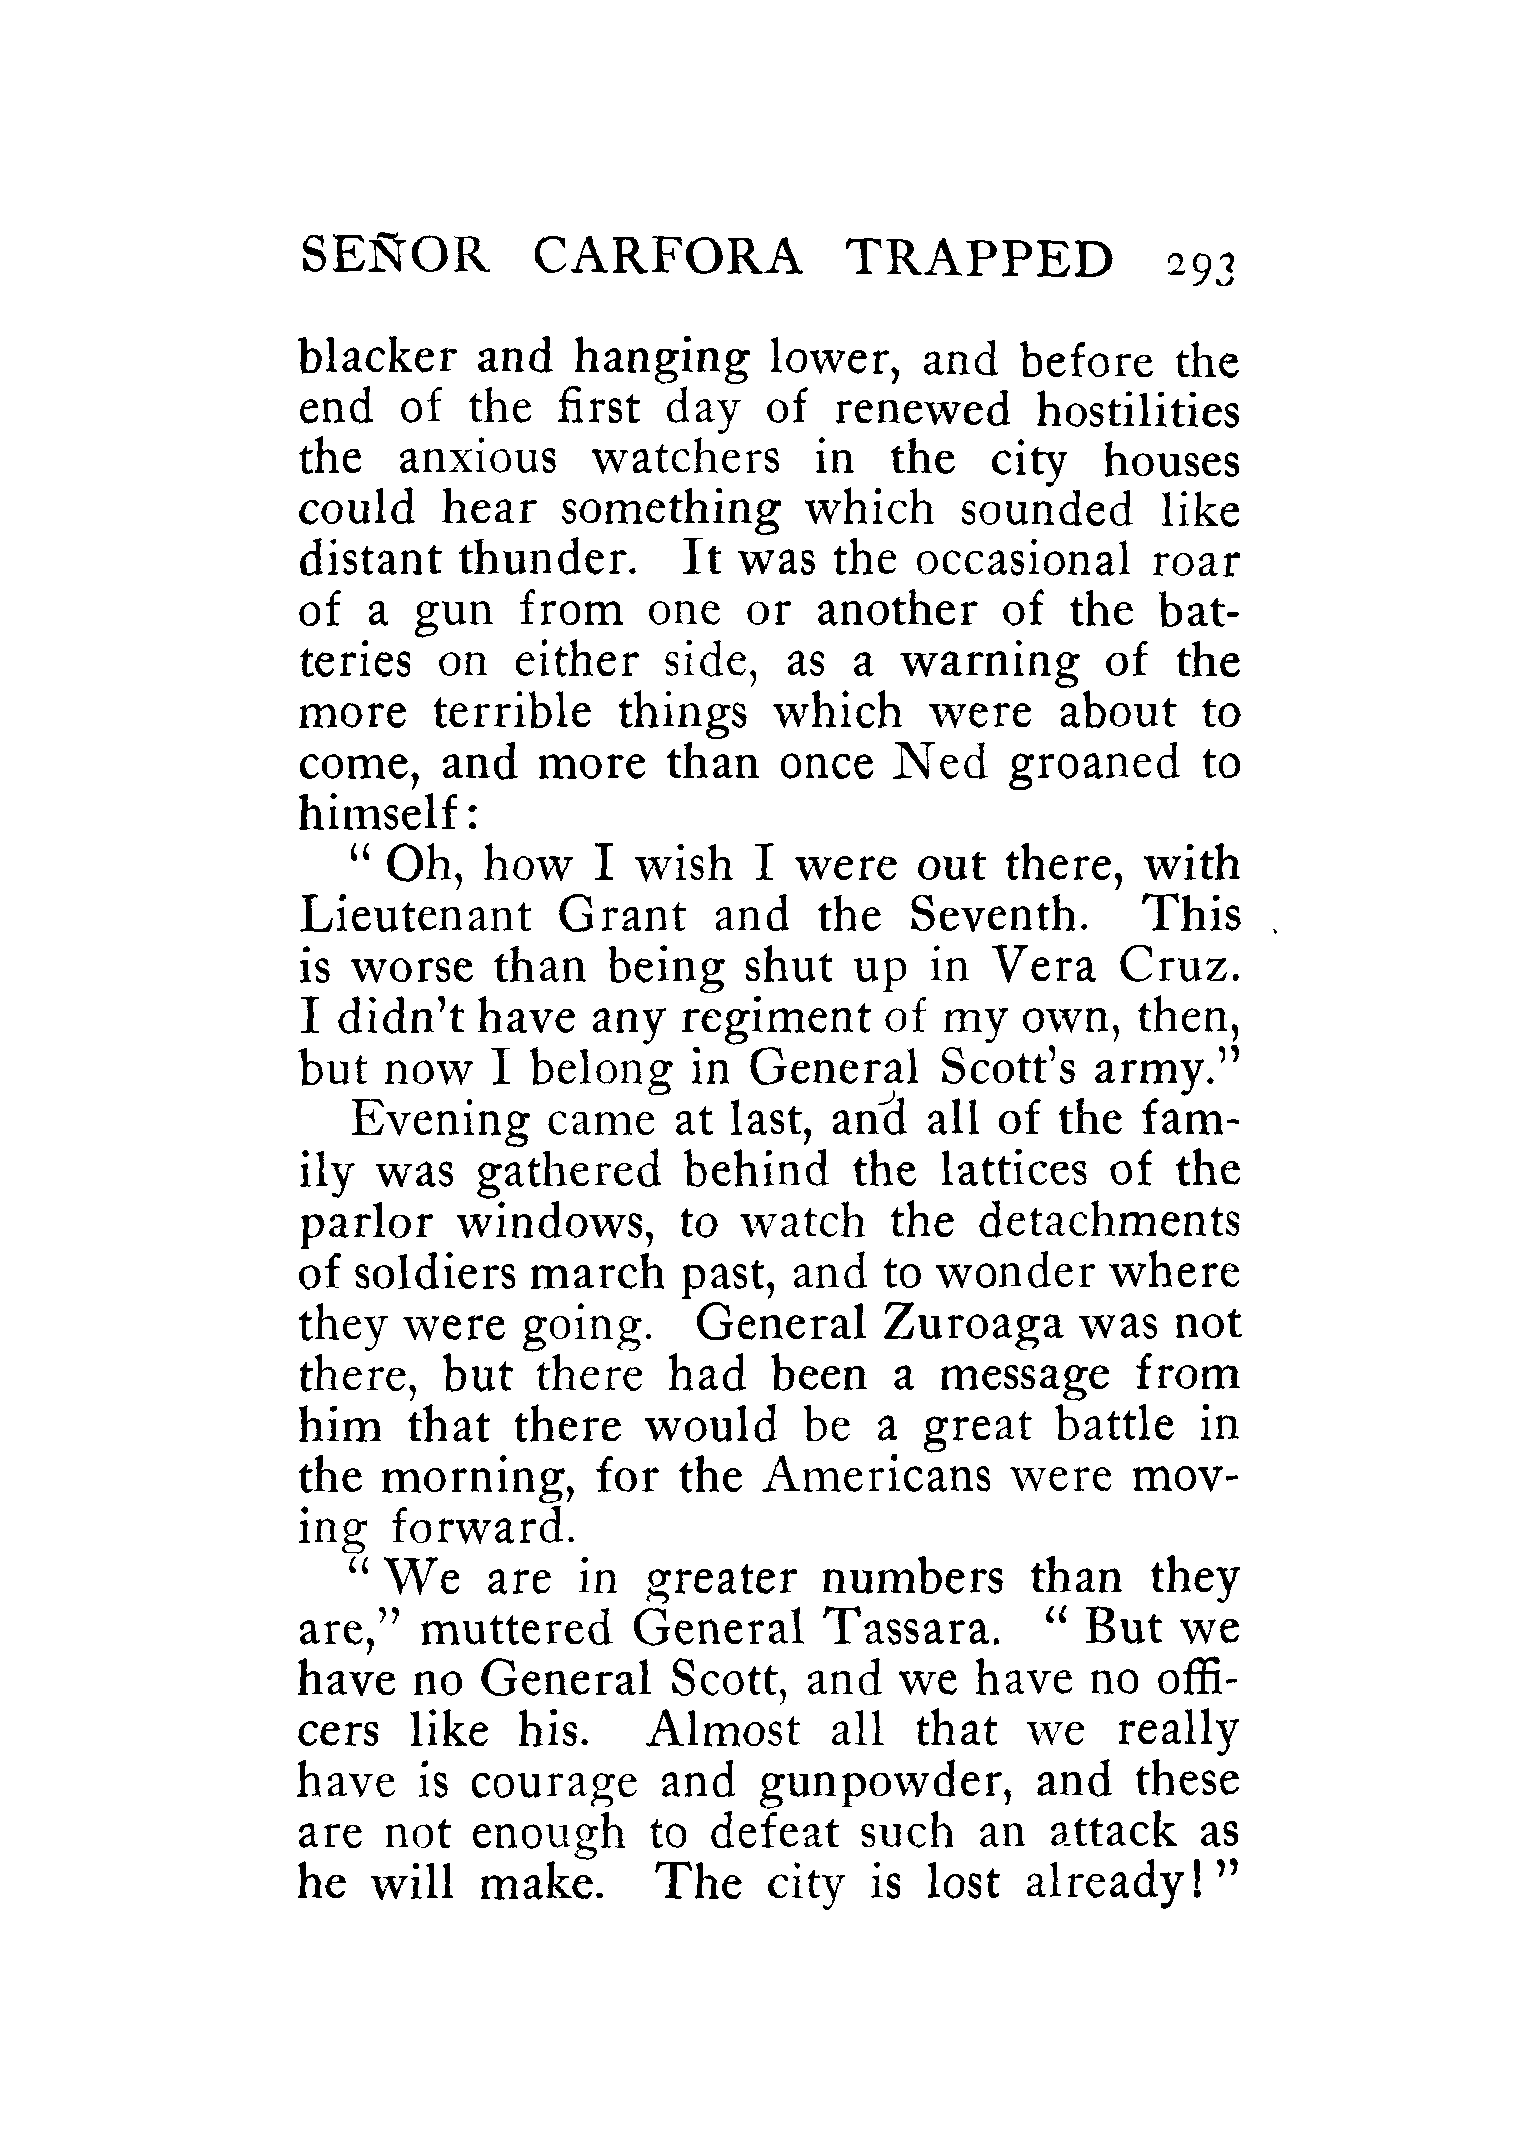 SEÑOR CARFORA TRAPPED 293
blacker and hanging lower, and before the
end of the first day of renewed hostilities
the anxious watchers in the city houses
could hear something which sounded like
distant thunder. It was the occasional roar
of a gun from one or another of the bat-
teries on either side, as a warning of the
more terrible things which were about to
come, and more than once Ned groaned to
himself:
“ Oh, how I wish I were out there, with
Lieutenant Grant and the Seventh. This
is worse than being shut up in Vera Cruz.
I didn’t have any regiment of my own, then,
but now I belong in General Scott’s army.”
Evening came at last, and all of the fam-
ily was gathered behind the lattices of the
parlor windows, to watch the detachments
of soldiers march past, and to wonder where
they were going. General Zuroaga was not
there, but there had been a message from
him that there would be a great battle in
the morning, for the Americans were mov-
ing forward.
“ We are in greater numbers than they
are,” muttered General Tassara. “ But we
have no General Scott, and we have no offi-
cers like his. Almost all that we really
have is courage and gunpowder, and these
are not enough to defeat such an attack as
he will make. The city is lost already! ”